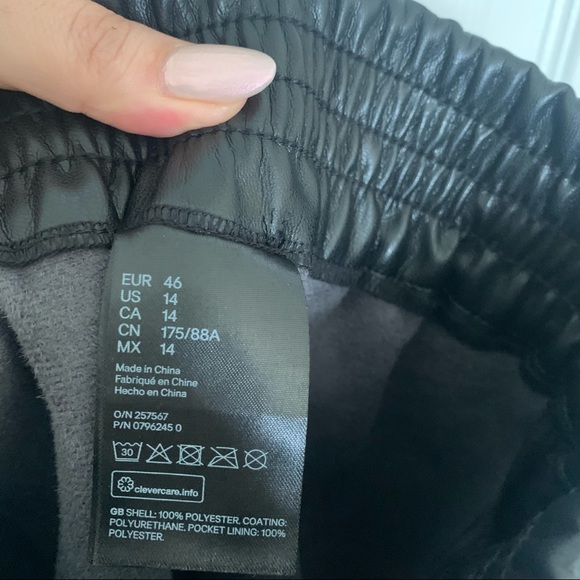 EUR 46
US 14
CA 14
CN 175/88A
MX 14
Made in China
Fabriqué en Chine
Hecho en China
O/N 257567
P/N 0796245 0
30
clevercare.info
GB SHELL: 100% POLYESTER. COATING:
POLYURETHANE. POCKET LINING: 100%
POLYESTER.